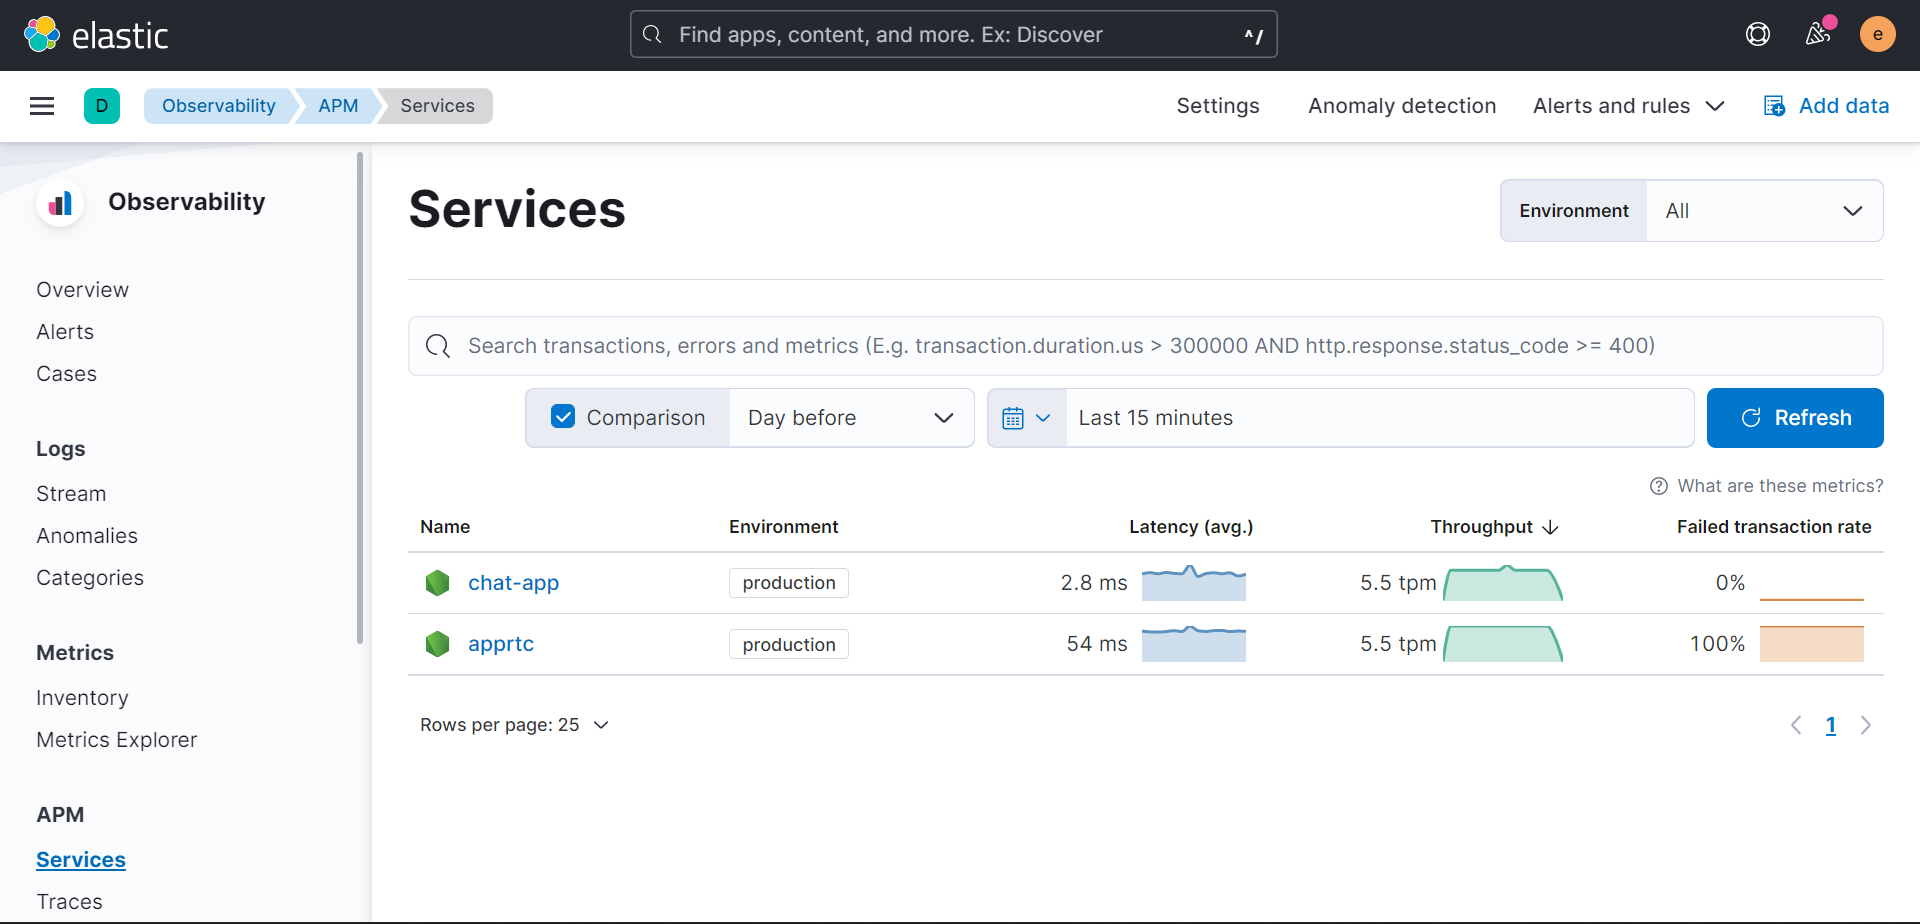 elastic
Find apps, content, and more. Ex: Discover
^/
e
D
Observability
APM
Services
Settings
Anomaly detection
Alerts and rules
Add data
Observability
Overview
Alerts
Cases
Logs
Stream
Anomalies
Categories
Metrics
Inventory
Metrics Explorer
APM
Services
Traces
Services
Environment
All
Search transactions, errors and metrics (E.g. transaction.duration.us > 300000 AND http.response.status_code >= 400)
Comparison
Day before
Last 15 minutes
Refresh
What are these metrics?
Name Environment Latency (avg.) Throughput Failed transaction rate
chat-app production 2.8 ms 5.5 tpm 0%
apprtc production 54 ms 5.5 tpm 100%
Rows per page: 25
1